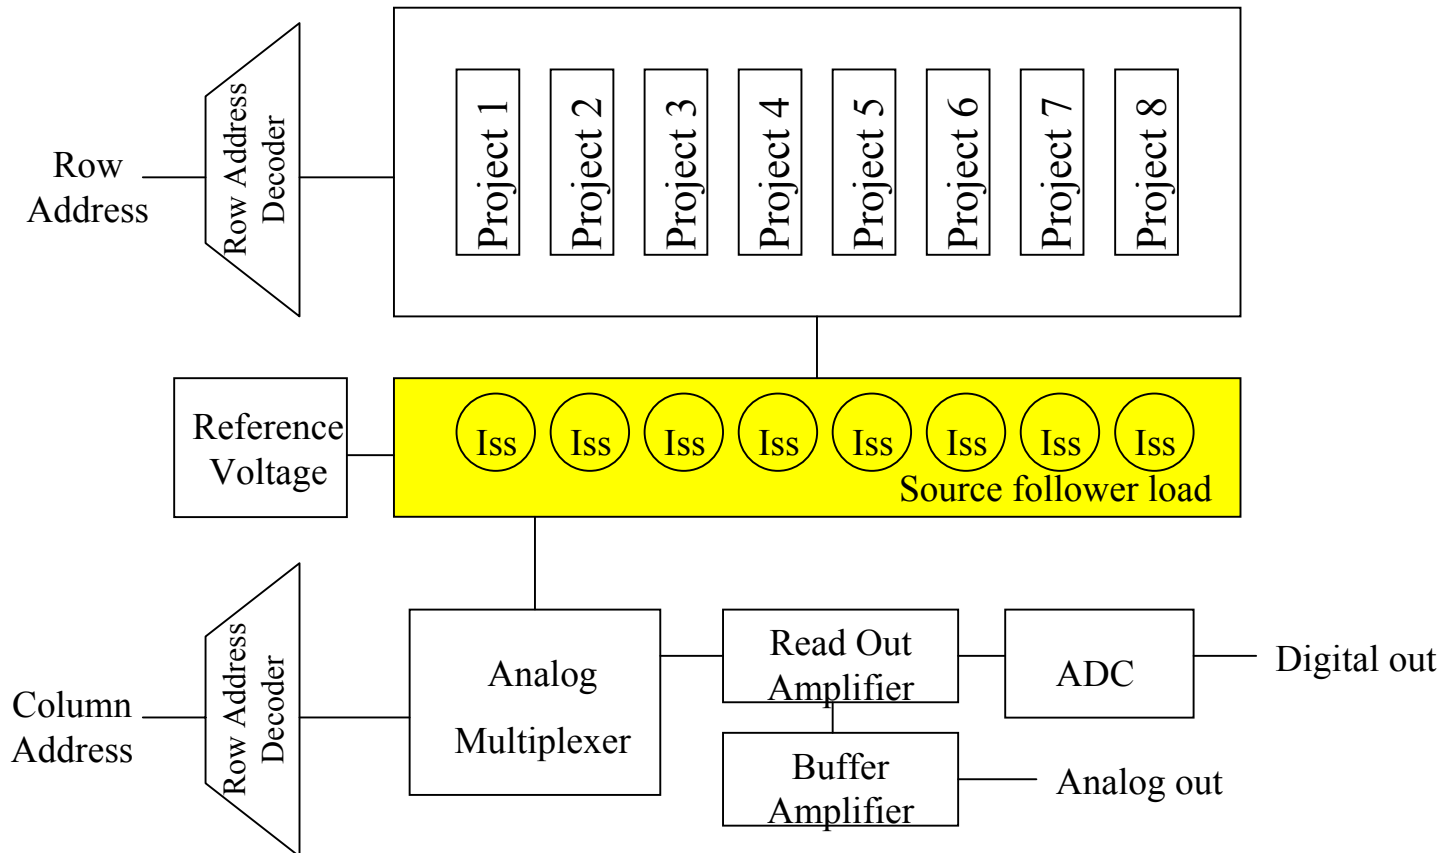 Row
Address
Row Address
Decoder
Project 1
Project 2
Project 3
Project 4
Project 5
Project 6
Project 7
Project 8
Reference
Voltage
Iss
Iss
Iss
Iss
Iss
Iss
Iss
Iss
Source follower load
Column
Address
Row Address
Decoder
Analog
Multiplexer
Read Out
Amplifier
ADC
Digital out
Buffer
Amplifier
Analog out